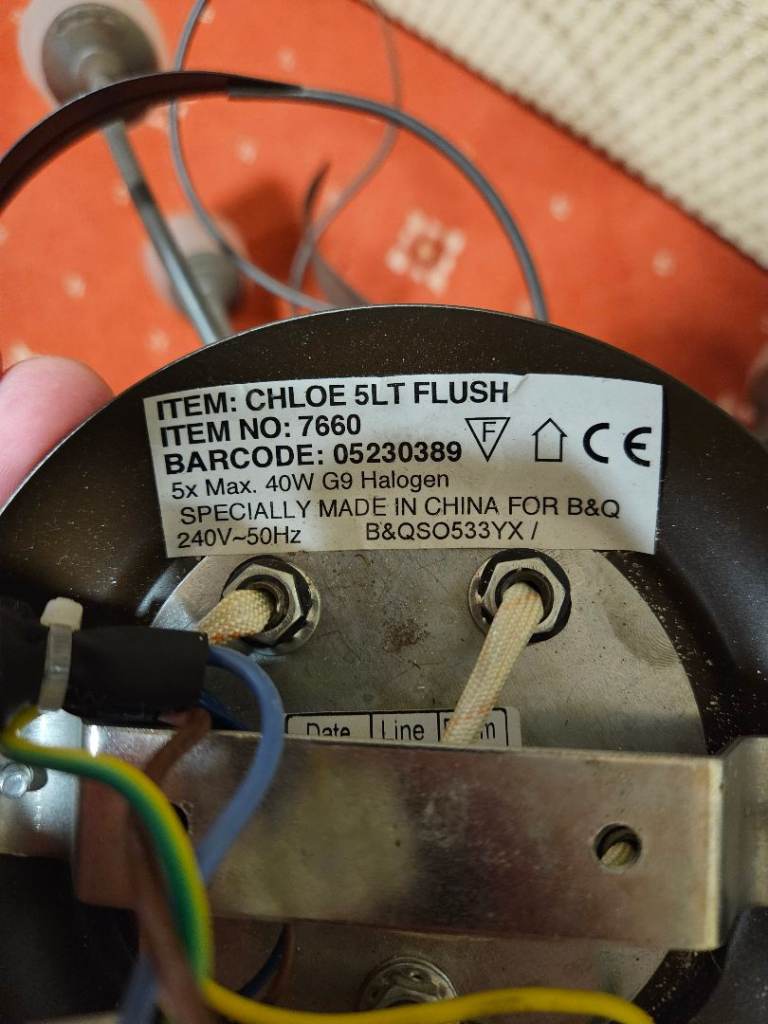 ITEM: CHLOE 5LT FLUSH
ITEM NO: 7660
BARCODE: 05230389
F
CE
5x Max. 40W G9 Halogen
SPECIALLY MADE IN CHINA FOR B&Q
240V~50Hz B&QSO533YX /
Date Line